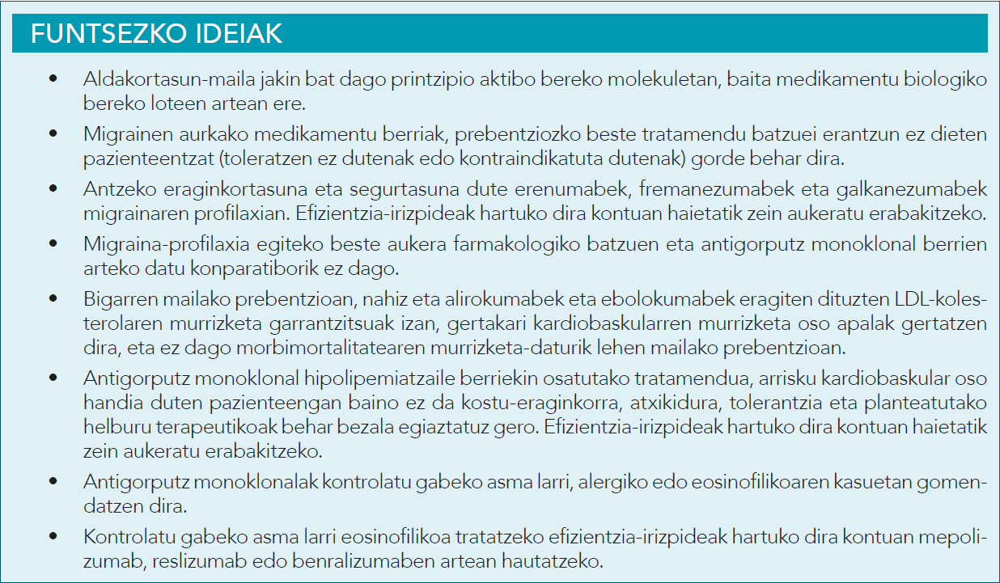 FUNTSEZKO IDEIAK
• Aldakortasun-maila jakin bat dago printzipio aktibo bereko molekuletan, baita medikamentu biologiko
bereko loteen artean ere.
• Migrainen aurkako medikamentu berriak, prebentziozko beste tratamendu batzuei erantzun ez dieten
pazienteentzat (toleratzen ez dutenak edo kontraindikatuta dutenak) gorde behar dira.
• Antzeko eraginkortasuna eta segurtasuna dute erenumabek, fremanezumabek eta galkanezumabek
migrainaren profilaxian. Efizientzia-irizpideak hartuko dira kontuan haietatik zein aukeratu erabakitzeko.
• Migraina-profilaxia egiteko beste aukera farmakologiko batzuen eta antigorputz monoklonal berrien
arteko datu konparatiborik ez dago.
• Bigarren mailako prebentzioan, nahiz eta alirokumabek eta ebolokumabek eragiten dituzten LDL-koles-
terolaren murrizketa garrantzitsuak izan, gertakari kardiobaskularren murrizketa oso apalak gertatzen
dira, eta ez dago morbimortalitatearen murrizketa-daturik lehen mailako prebentzioan.
• Antigorputz monoklonal hipolipemiatzaile berriekin osatutako tratamendua, arrisku kardiobaskular oso
handia duten pazienteengan baino ez da kostu-eraginkorra, atxikidura, tolerantzia eta planteatutako
helburu terapeutikoak behar bezala egiaztatuz gero. Efizientzia-irizpideak hartuko dira kontuan haietatik
zein aukeratu erabakitzeko.
• Antigorputz monoklonalak kontrolatu gabeko asma larri, alergiko edo eosinofilikoaren kasuetan gomen-
datzen dira.
• Kontrolatu gabeko asma larri eosinofilikoa tratatzeko efizientzia-irizpideak hartuko dira kontuan mepoli-
zumab, reslizumab edo benralizumaben artean hautatzeko.